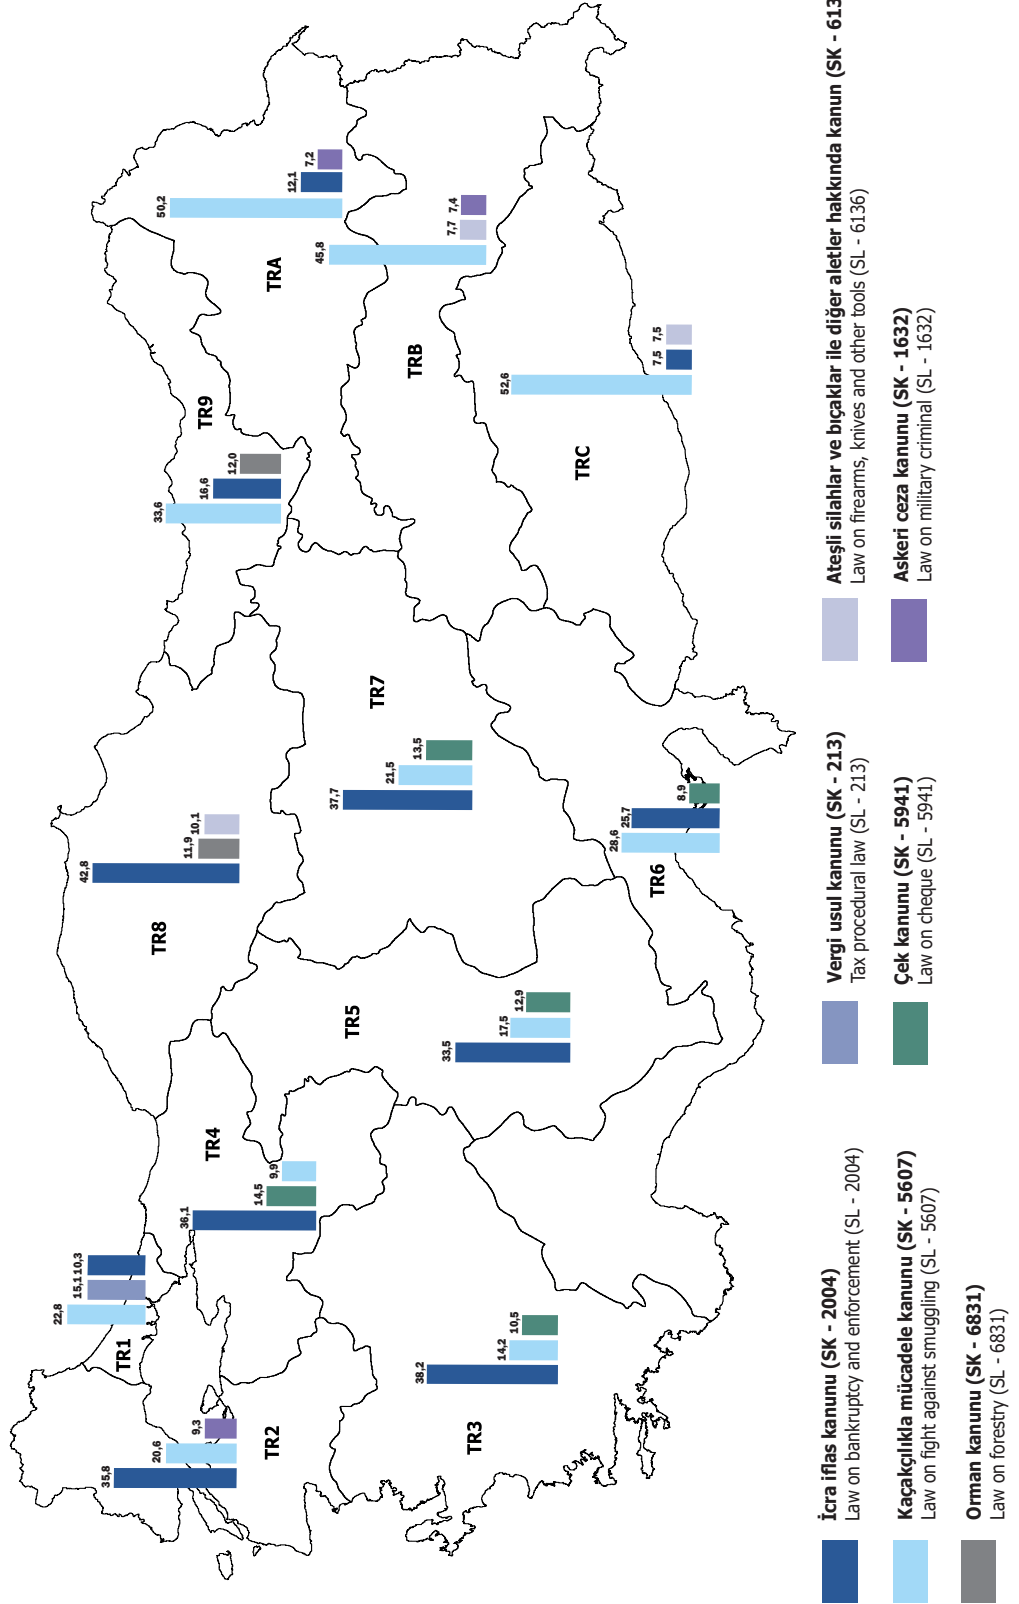 22,8
15,1
10,3
TR1
35,8
20,6
9,3
TR2
38,2
14,2
10,5
TR3
36,1
14,5
9,9
TR4
33,5
17,5
12,9
TR5
28,6
25,7
8,9
TR6
37,7
21,5
13,5
TR7
42,8
11,9
10,1
TR8
33,6
16,6
12,0
TR9
50,2
12,1
7,2
TRA
45,8
7,7
7,4
TRB
52,6
7,5
7,5
TRC
İcra iflas kanunu (SK - 2004)
Law on bankruptcy and enforcement (SL - 2004)
Kaçakçılıkla mücadele kanunu (SK - 5607)
Law on fight against smuggling (SL - 5607)
Orman kanunu (SK - 6831)
Law on forestry (SL - 6831)
Vergi usul kanunu (SK - 213)
Tax procedural law (SL - 213)
Çek kanunu (SK - 5941)
Law on cheque (SL - 5941)
Ateşli silahlar ve bıçaklar ile diğer aletler hakkında kanun (SK - 613
Law on firearms, knives and other tools (SL - 6136)
Askeri ceza kanunu (SK - 1632)
Law on military criminal (SL - 1632)